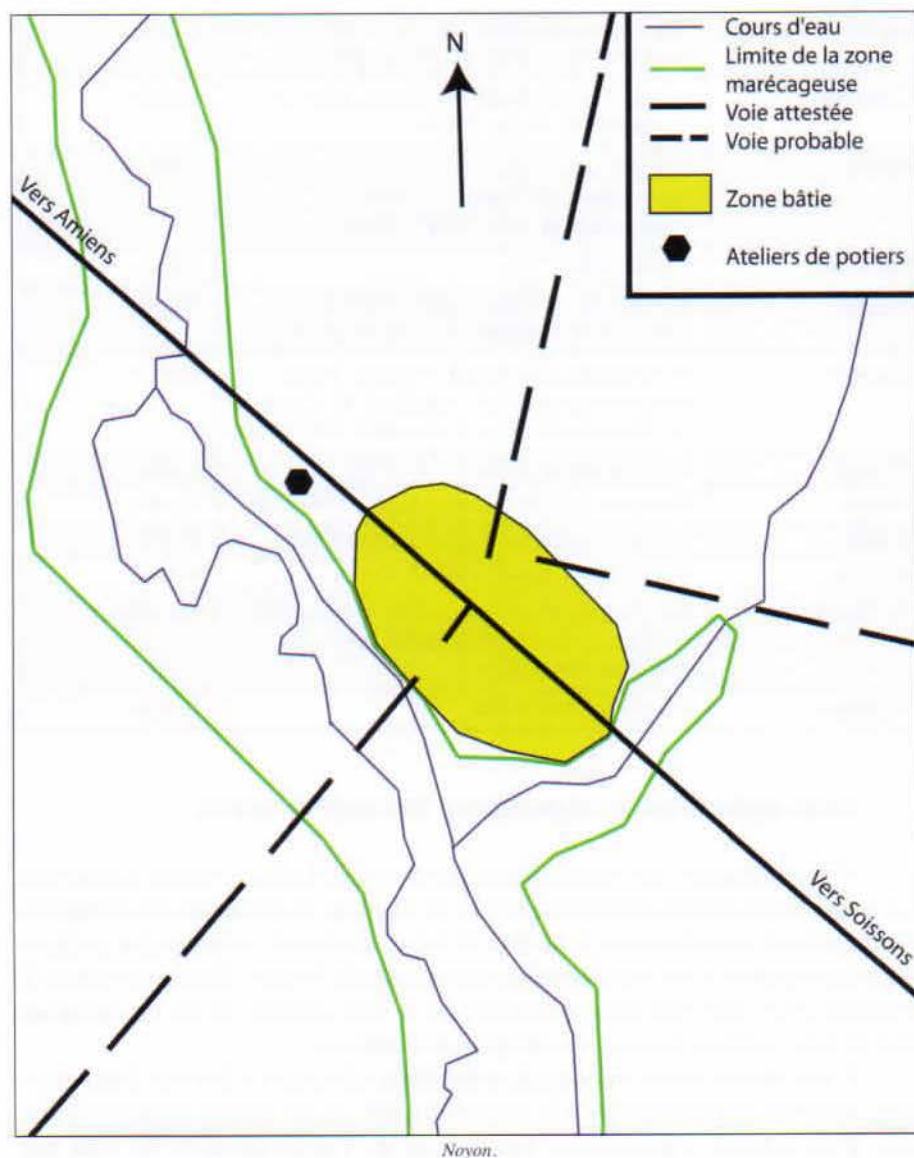 N
Cours d'eau
Limite de la zone
marécageuse
Voie attestée
Voie probable
Zone bâtie
Ateliers de potiers
Vers Amiens
Vers Soissons
Noyon.